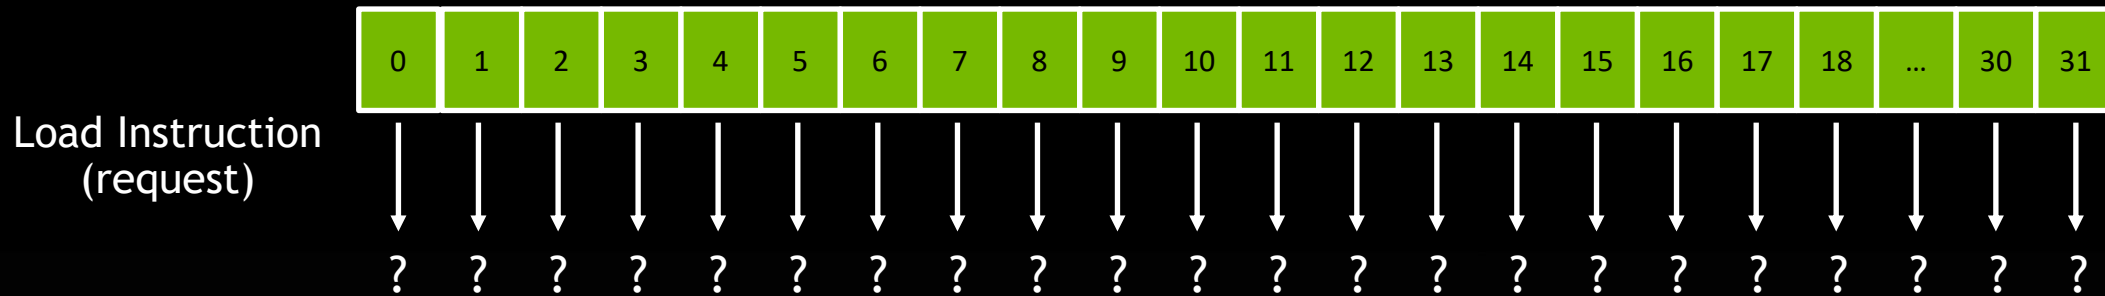 0 1 2 3 4 5 6 7 8 9 10 11 12 13 14 15 16 17 18 ... 30 31
Load Instruction
(request)
? ? ? ? ? ? ? ? ? ? ? ? ? ? ? ? ? ? ? ? ? ?